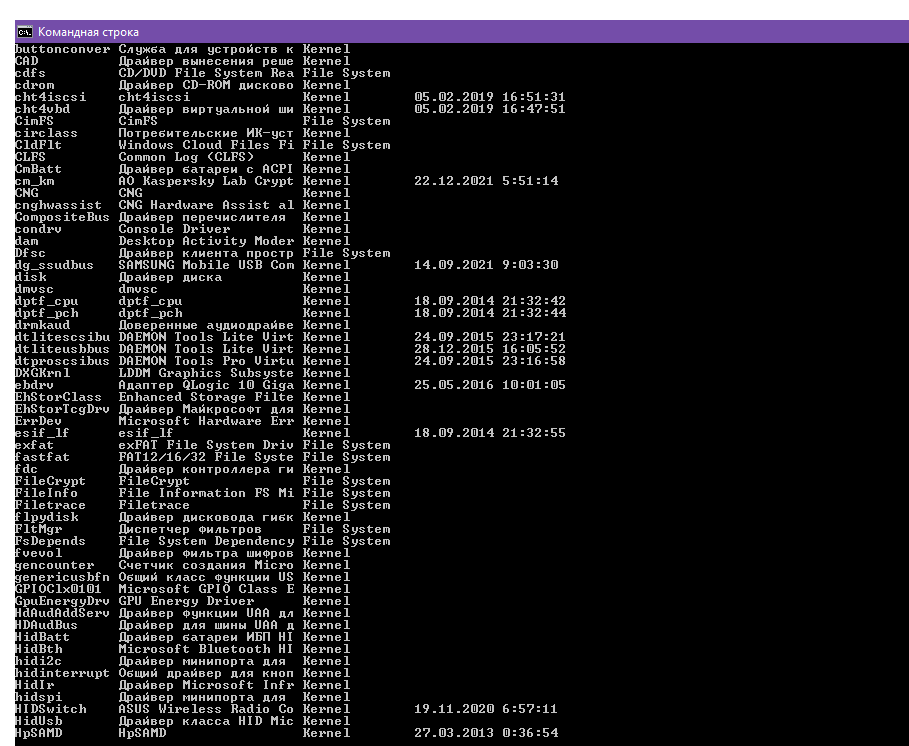 Командная строка
buttonconver Служба для устройств к Kernel
CAD Драйвер вынесения реше Kernel
cdfs CD/DVD File System Rea File System
cdrom Драйвер CD-ROM дисково Kernel
cht4iscsi cht4iscsi Kernel 05.02.2019 16:51:31
cht4vbd Драйвер виртуальной ши Kernel 05.02.2019 16:47:51
CimFS CimFS File System
circlass Потребительские ИК-уст Kernel
CldFlt Windows Cloud Files Fi File System
CLFS Common Log (CLFS) Kernel
CmBatt Драйвер батареи с ACPI Kernel
cm_km AO Kaspersky Lab Crypt Kernel 22.12.2021 5:51:14
CNG CNG Kernel
cnghwassist CNG Hardware Assist al Kernel
CompositeBus Драйвер перечислителя Kernel
condrv Console Driver Kernel
dam Desktop Activity Moder Kernel
Dfsc Драйвер клиента простр File System
dg_ssudbus SAMSUNG Mobile USB Com Kernel 14.09.2021 9:03:30
disk Драйвер диска Kernel
dmvsc dmvsc Kernel
dptf_cpu dptf_cpu Kernel 18.09.2014 21:32:42
dptf_pch dptf_pch Kernel 18.09.2014 21:32:44
drmkaud Доверенные аудиодрайве Kernel
dtlitescsibu DAEMON Tools Lite Virt Kernel 24.09.2015 23:17:21
dtliteusbbus DAEMON Tools Lite Virt Kernel 28.12.2015 16:05:52
dtproscsibus DAEMON Tools Pro Virtu Kernel 24.09.2015 23:16:58
DXGKrnl LDDM Graphics Subsyste Kernel
ebdrv Адаптер QLogic 10 Giga Kernel 25.05.2016 10:01:05
EhStorClass Enhanced Storage Filte Kernel
EhStorTcgDrv Драйвер Майкрософт для Kernel
ErrDev Microsoft Hardware Err Kernel
esif_lf esif_lf Kernel 18.09.2014 21:32:55
exfat exFAT File System Driv File System
fastfat FAT12/16/32 File Syste File System
fdc Драйвер контроллера ги Kernel
FileCrypt FileCrypt File System
FileInfo File Information FS Mi File System
Filetrace Filetrace File System
flpydisk Драйвер дисковода гибк Kernel
FltMgr Диспетчер фильтров File System
FsDepends File System Dependency File System
fvevol Драйвер фильтра шифров Kernel
gencounter Счетчик создания Micro Kernel
genericusbfn Общий класс функции US Kernel
GPIOClx0101 Microsoft GPIO Class E Kernel
GpuEnergyDrv GPU Energy Driver Kernel
HdAudAddServ Драйвер функции UAA дл Kernel
HDAudBus Драйвер для шины UAA д Kernel
HidBatt Драйвер батареи ИБП HI Kernel
HidBth Microsoft Bluetooth HI Kernel
hidi2c Драйвер минипорта для Kernel
hidinterrupt Общий драйвер для кноп Kernel
HidIr Драйвер Microsoft Infr Kernel
hidspi Драйвер минипорта для Kernel
HIDSwitch ASUS Wireless Radio Co Kernel 19.11.2020 6:57:11
HidUsb Драйвер класса HID Mic Kernel
HpSAMD HpSAMD Kernel 27.03.2013 0:36:54